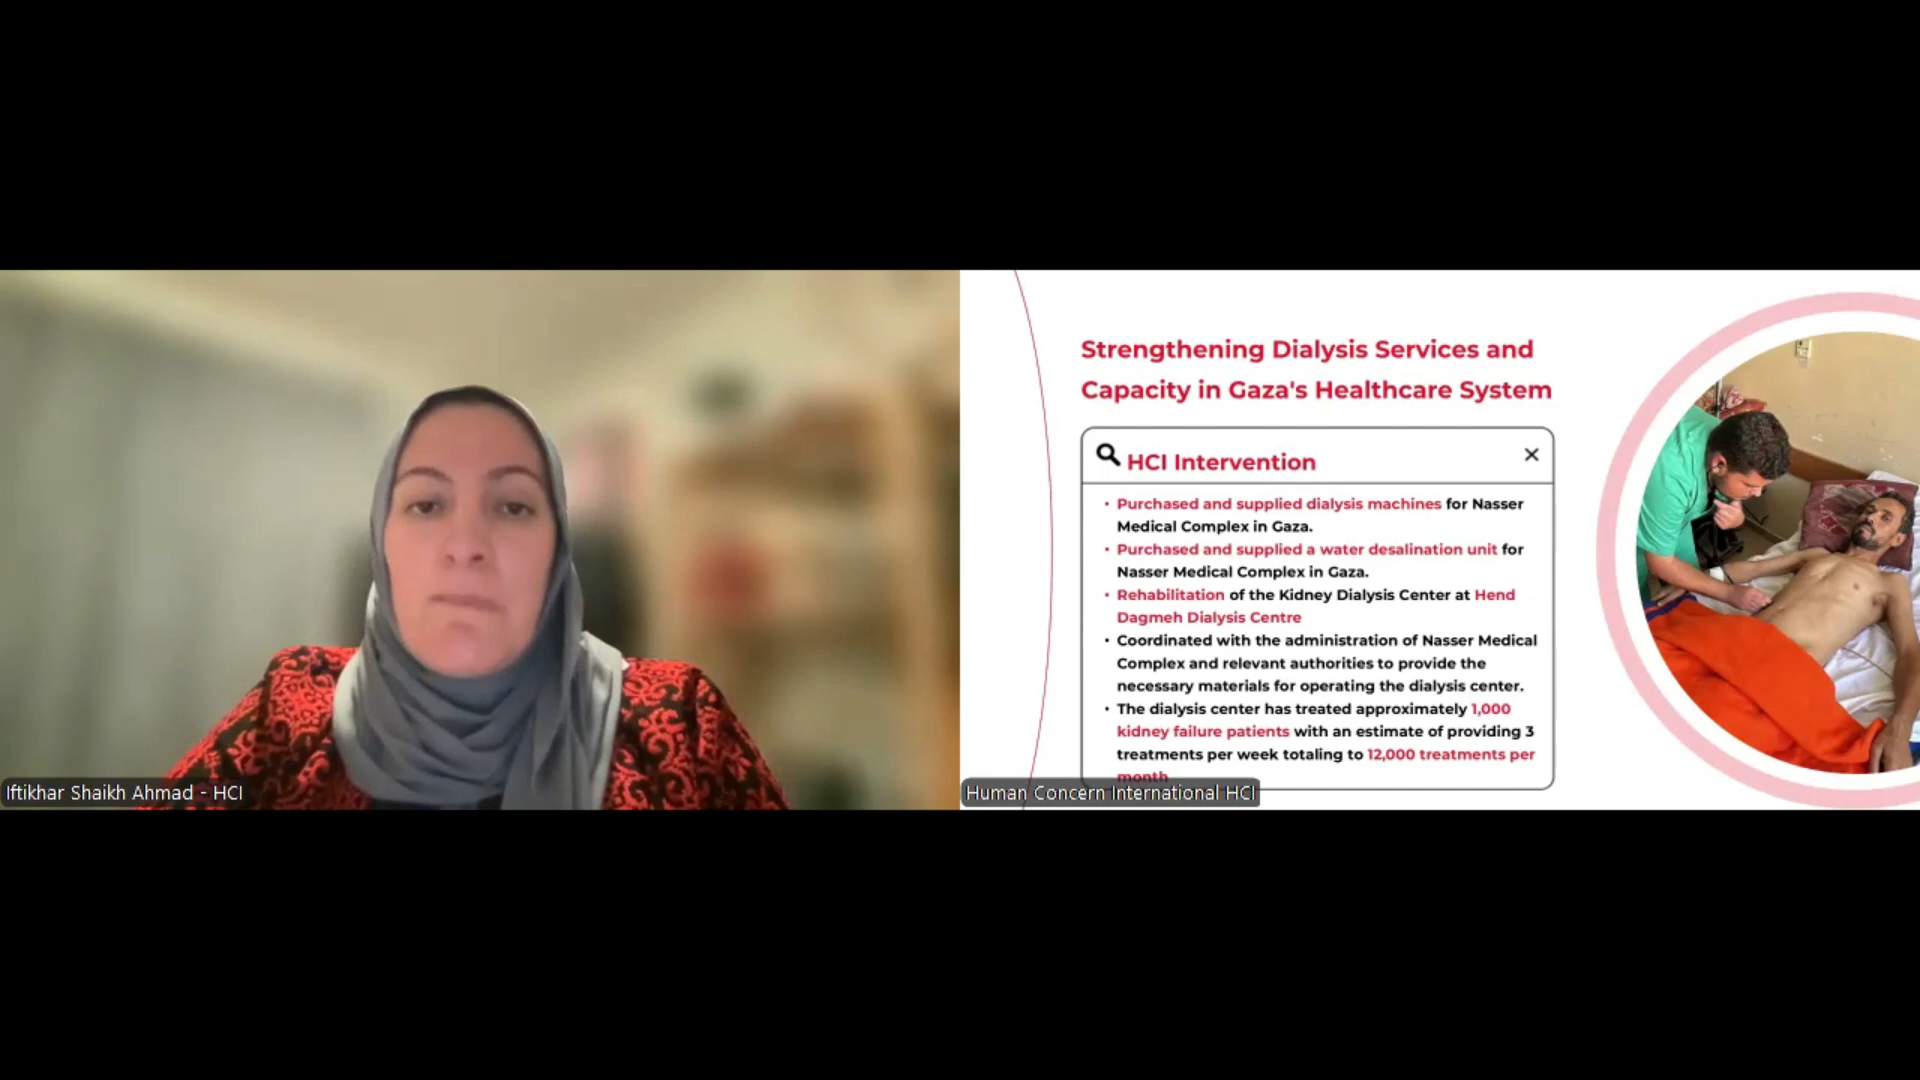 Strengthening Dialysis Services and
Capacity in Gaza's Healthcare System
HCI Intervention
• Purchased and supplied dialysis machines for Nasser
Medical Complex in Gaza.
• Purchased and supplied a water desalination unit for
Nasser Medical Complex in Gaza.
• Rehabilitation of the Kidney Dialysis Center at Hend
Dagmeh Dialysis Centre
• Coordinated with the administration of Nasser Medical
Complex and relevant authorities to provide the
necessary materials for operating the dialysis center.
• The dialysis center has treated approximately 1,000
kidney failure patients with an estimate of providing 3
treatments per week totaling to 12,000 treatments per
month
Iftikhar Shaikh Ahmad - HCI
Human Concern International HCI